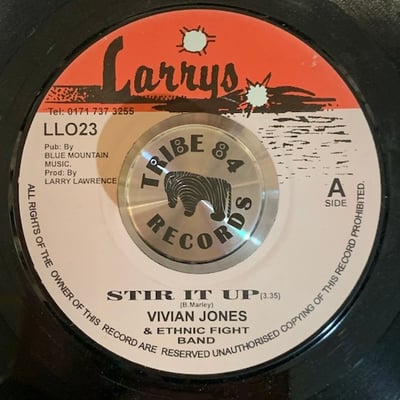 Larrys
Tel: 0171 737 3255
LLO23
Pub: By
BLUE MOUNTAIN
MUSIC.
Prod: By
LARRY LAWRENCE
TRIBE 84
RECORDS
A
SIDE
STIR IT UP (3.35)
(B.Marley)
VIVIAN JONES
& ETHNIC FIGHT
BAND
ALL RIGHTS OF THE OWNER OF THIS RECORD ARE RESERVED UNAUTHORISED COPYING OF THIS RECORD PROHIBITED.